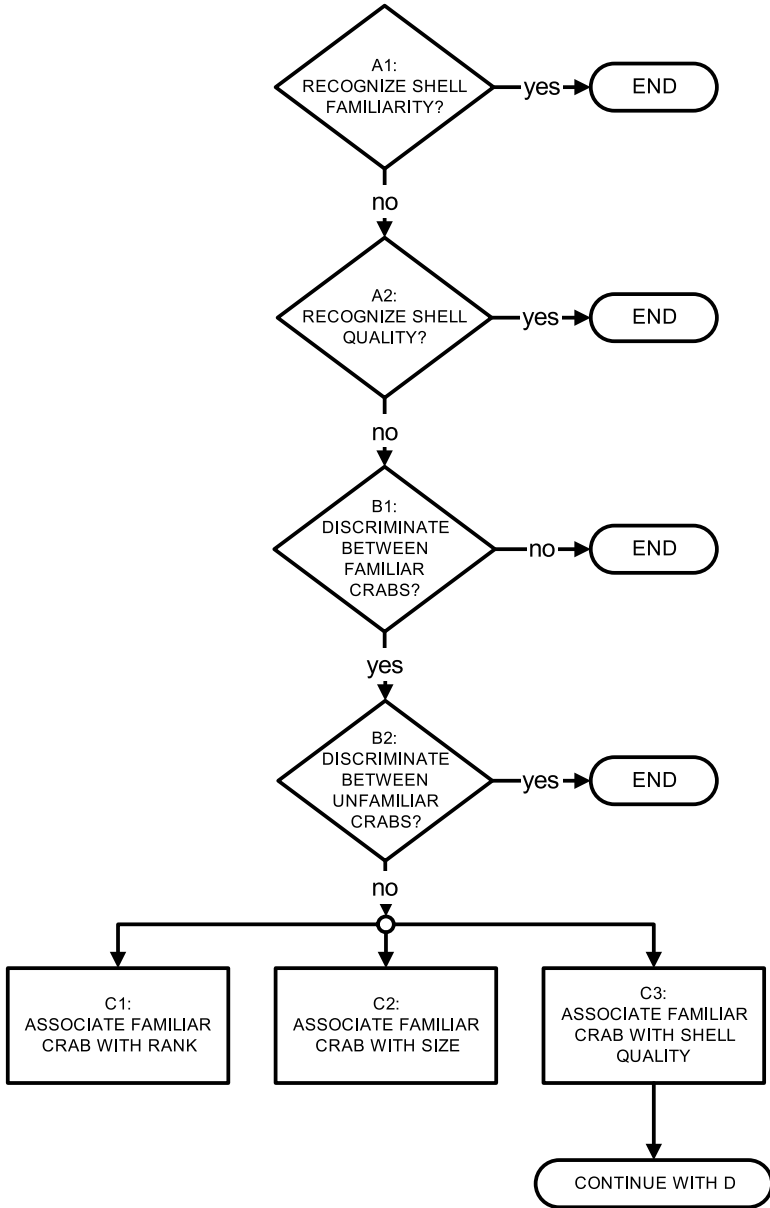 A1:
RECOGNIZE SHELL
FAMILIARITY?
yes
END
no
A2:
RECOGNIZE SHELL
QUALITY?
yes
END
no
B1:
DISCRIMINATE
BETWEEN
FAMILIAR
CRABS?
no
END
yes
B2:
DISCRIMINATE
BETWEEN
UNFAMILIAR
CRABS?
yes
END
no
C1:
ASSOCIATE FAMILIAR
CRAB WITH RANK
C2:
ASSOCIATE FAMILIAR
CRAB WITH SIZE
C3:
ASSOCIATE FAMILIAR
CRAB WITH SHELL
QUALITY
CONTINUE WITH D